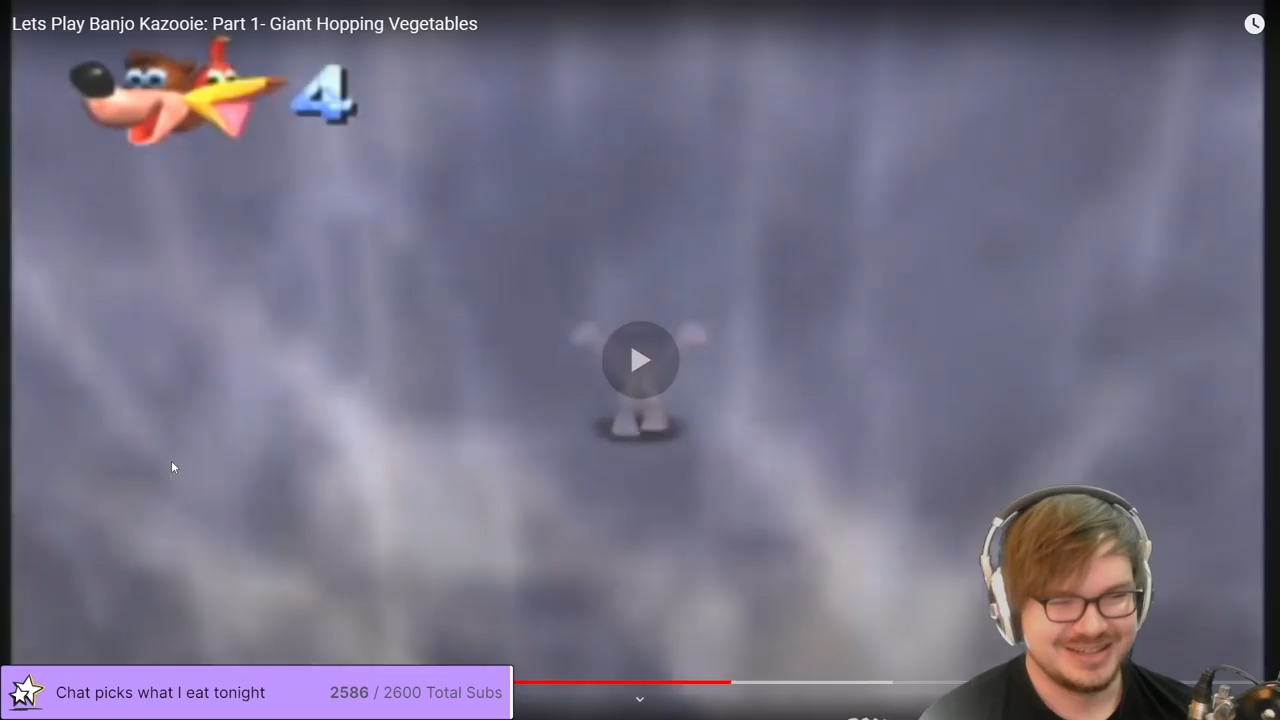 Lets Play Banjo Kazooie: Part 1- Giant Hopping Vegetables
4
Chat picks what I eat tonight 2586 / 2600 Total Subs